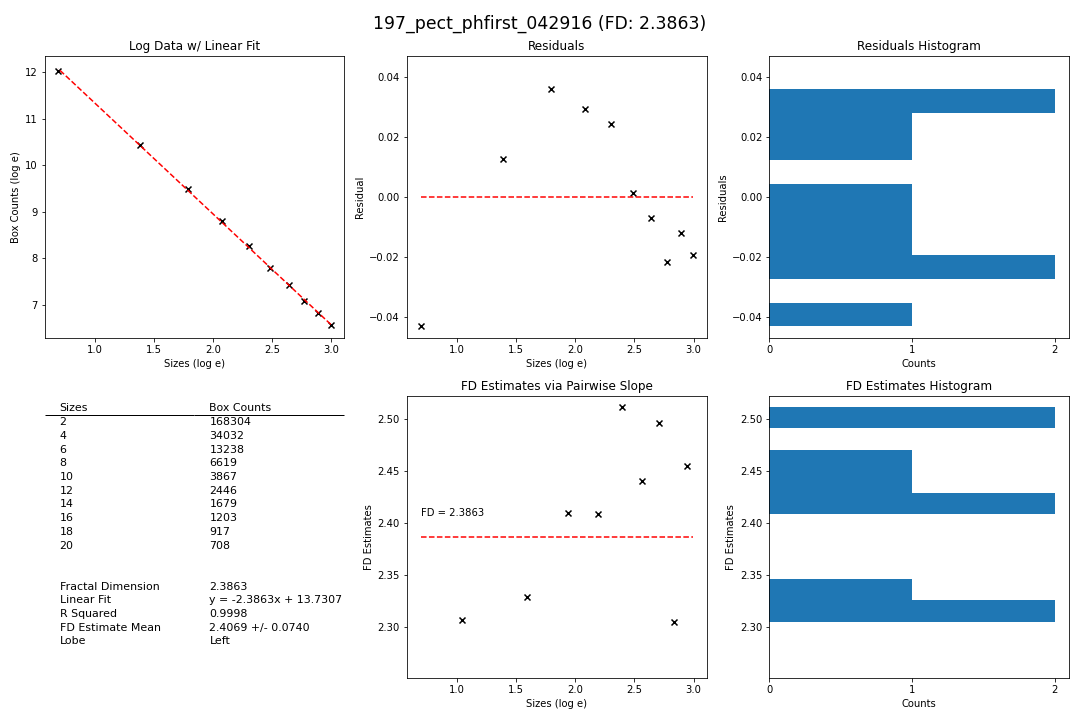 197_pect_phfirst_042916 (FD: 2.3863)
Log Data w/ Linear Fit
Box Counts (log e)
12
11
10
9
8
7
1.0 1.5 2.0 2.5 3.0
Sizes (log e)
Residuals
Residual
0.04
0.02
0.00
−0.02
−0.04
1.0 1.5 2.0 2.5 3.0
Sizes (log e)
Residuals Histogram
Residuals
0.04
0.02
0.00
−0.02
−0.04
0 1 2
Counts
Sizes Box Counts
2 168304
4 34032
6 13238
8 6619
10 3867
12 2446
14 1679
16 1203
18 917
20 708
Fractal Dimension 2.3863
Linear Fit y = -2.3863x + 13.7307
R Squared 0.9998
FD Estimate Mean 2.4069 +/- 0.0740
Lobe Left
FD Estimates via Pairwise Slope
FD Estimates
2.50
2.45
2.40
2.35
2.30
FD = 2.3863
1.0 1.5 2.0 2.5 3.0
Sizes (log e)
FD Estimates Histogram
FD Estimates
2.50
2.45
2.40
2.35
2.30
0 1 2
Counts